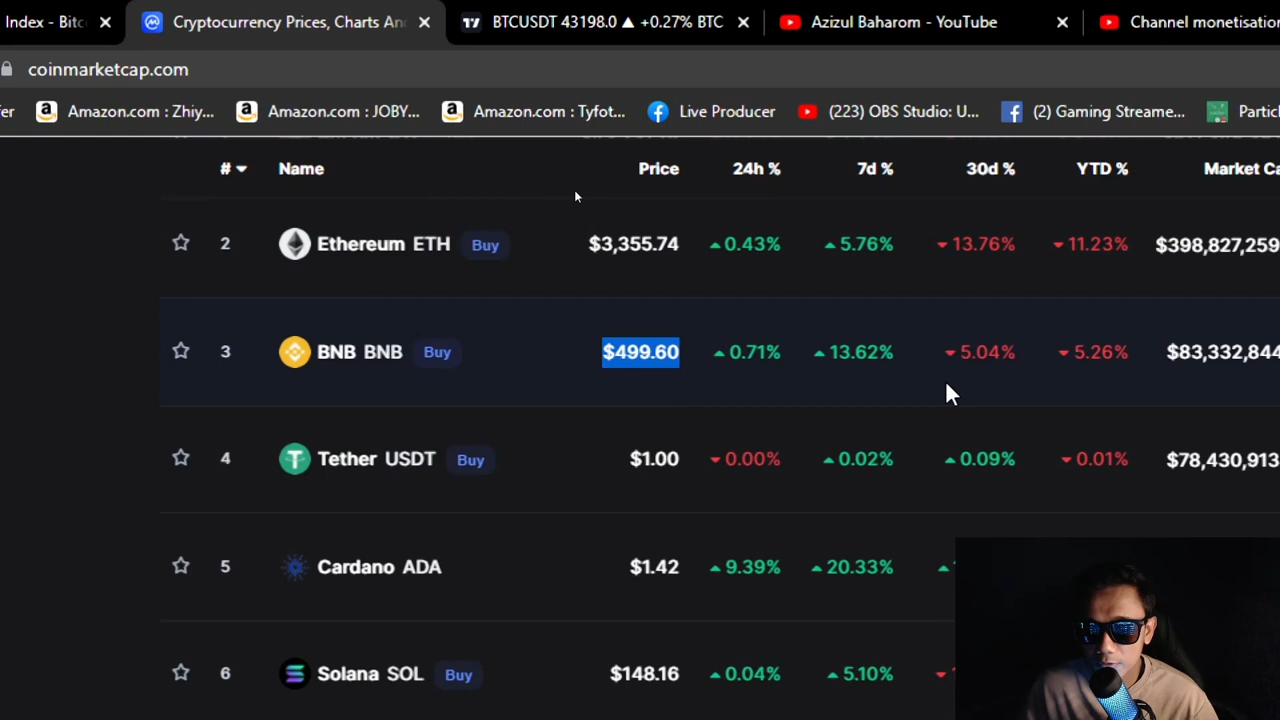 Index - Bitc
Cryptocurrency Prices, Charts An
BTCUSDT 43198.0 ▲ +0.27% BTC
Azizul Baharom - YouTube
Channel monetisation
coinmarketcap.com
er
Amazon.com : Zhiy...
Amazon.com : JOBY...
Amazon.com : Tyfot...
Live Producer
(223) OBS Studio: U...
(2) Gaming Streame...
Partic
# Name Price 24h % 7d % 30d % YTD % Market Ca
2 Ethereum ETH Buy $3,355.74 0.43% 5.76% 13.76% 11.23% $398,827,259
3 BNB BNB Buy $499.60 0.71% 13.62% 5.04% 5.26% $83,332,844
4 Tether USDT Buy $1.00 0.00% 0.02% 0.09% 0.01% $78,430,913
5 Cardano ADA $1.42 9.39% 20.33%
6 Solana SOL Buy $148.16 0.04% 5.10%